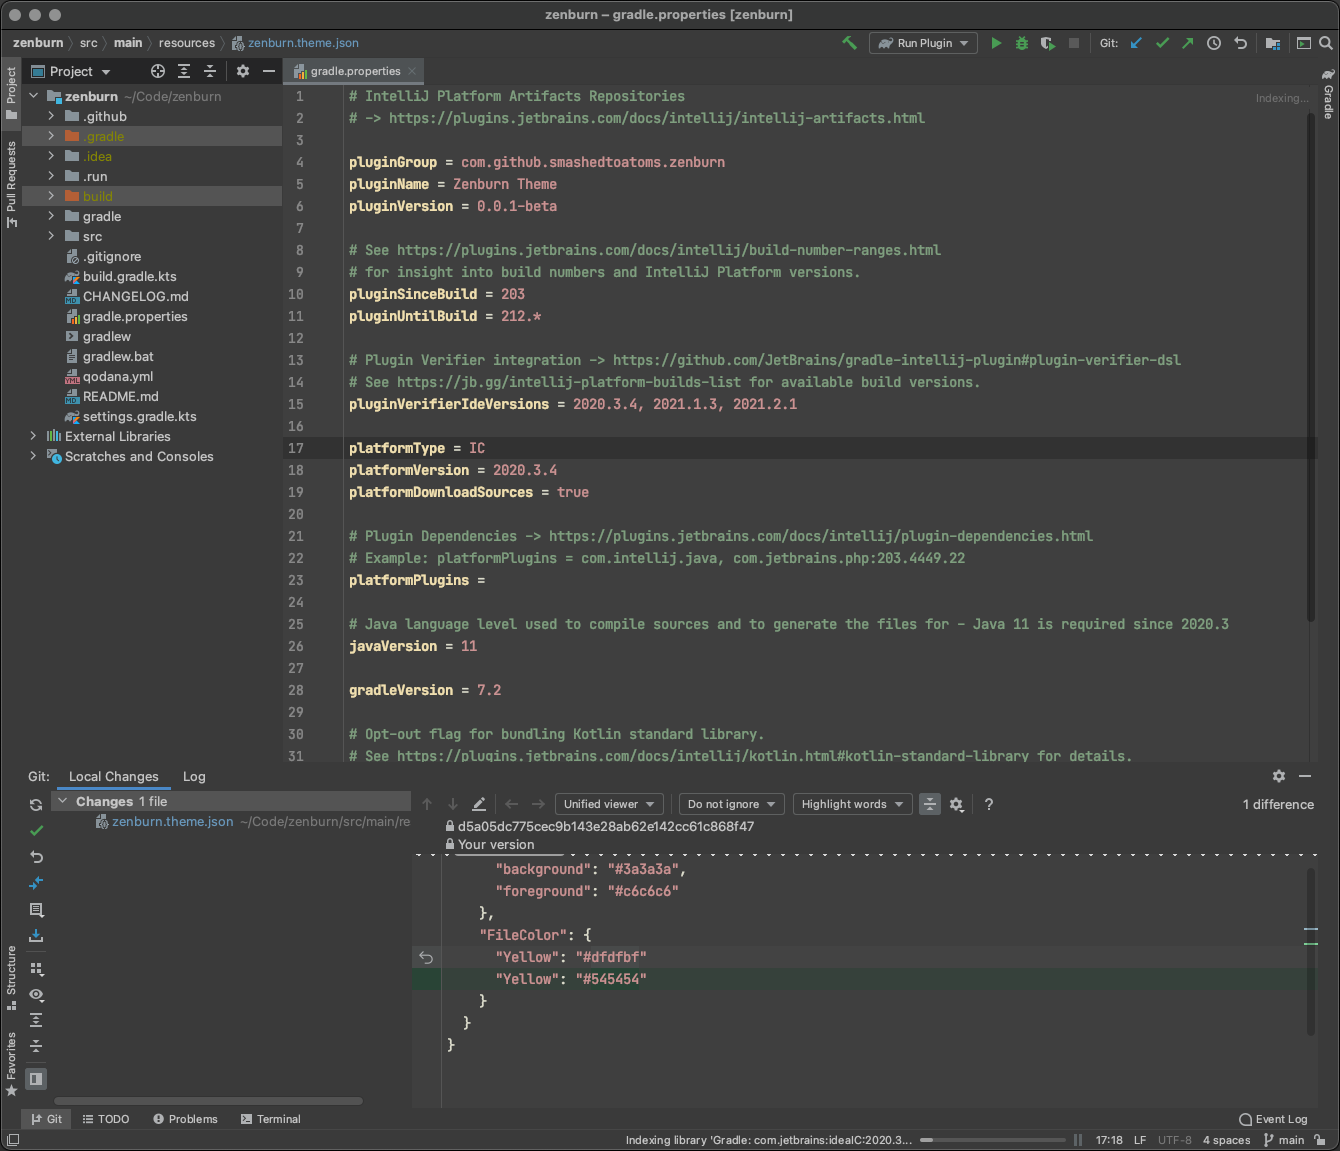 zenburn – gradle.properties [zenburn]
zenburn src main resources zenburn.theme.json
Run Plugin
Git:
Project
gradle.properties
Project
Pull Requests
Structure
Favorites
Gradle
Indexing...
zenburn ~/Code/zenburn
.github
.gradle
.idea
.run
build
gradle
src
.gitignore
build.gradle.kts
CHANGELOG.md
gradle.properties
gradlew
gradlew.bat
qodana.yml
README.md
settings.gradle.kts
External Libraries
Scratches and Consoles
1 # IntelliJ Platform Artifacts Repositories
2 # -> https://plugins.jetbrains.com/docs/intellij/intellij-artifacts.html
3
4 pluginGroup = com.github.smashedtoatoms.zenburn
5 pluginName = Zenburn Theme
6 pluginVersion = 0.0.1-beta
7
8 # See https://plugins.jetbrains.com/docs/intellij/build-number-ranges.html
9 # for insight into build numbers and IntelliJ Platform versions.
10 pluginSinceBuild = 203
11 pluginUntilBuild = 212.*
12
13 # Plugin Verifier integration -> https://github.com/JetBrains/gradle-intellij-plugin#plugin-verifier-dsl
14 # See https://jb.gg/intellij-platform-builds-list for available build versions.
15 pluginVerifierIdeVersions = 2020.3.4, 2021.1.3, 2021.2.1
16
17 platformType = IC
18 platformVersion = 2020.3.4
19 platformDownloadSources = true
20
21 # Plugin Dependencies -> https://plugins.jetbrains.com/docs/intellij/plugin-dependencies.html
22 # Example: platformPlugins = com.intellij.java, com.jetbrains.php:203.4449.22
23 platformPlugins =
24
25 # Java language level used to compile sources and to generate the files for - Java 11 is required since 2020.3
26 javaVersion = 11
27
28 gradleVersion = 7.2
29
30 # Opt-out flag for bundling Kotlin standard library.
31 # See https://plugins.jetbrains.com/docs/intellij/kotlin.html#kotlin-standard-library for details.
Git: Local Changes Log
Changes 1 file
zenburn.theme.json ~/Code/zenburn/src/main/re
Unified viewer Do not ignore Highlight words ? 1 difference
d5a05dc775cec9b143e28ab62e142cc61c868f47
Your version
"background": "#3a3a3a",
"foreground": "#c6c6c6"
},
"FileColor": {
"Yellow": "#dfdfbf"
"Yellow": "#545454"
}
}
}
Git TODO Problems Terminal Event Log
Indexing library 'Gradle: com.jetbrains:ideaIC:2020.3... 17:18 LF UTF-8 4 spaces main